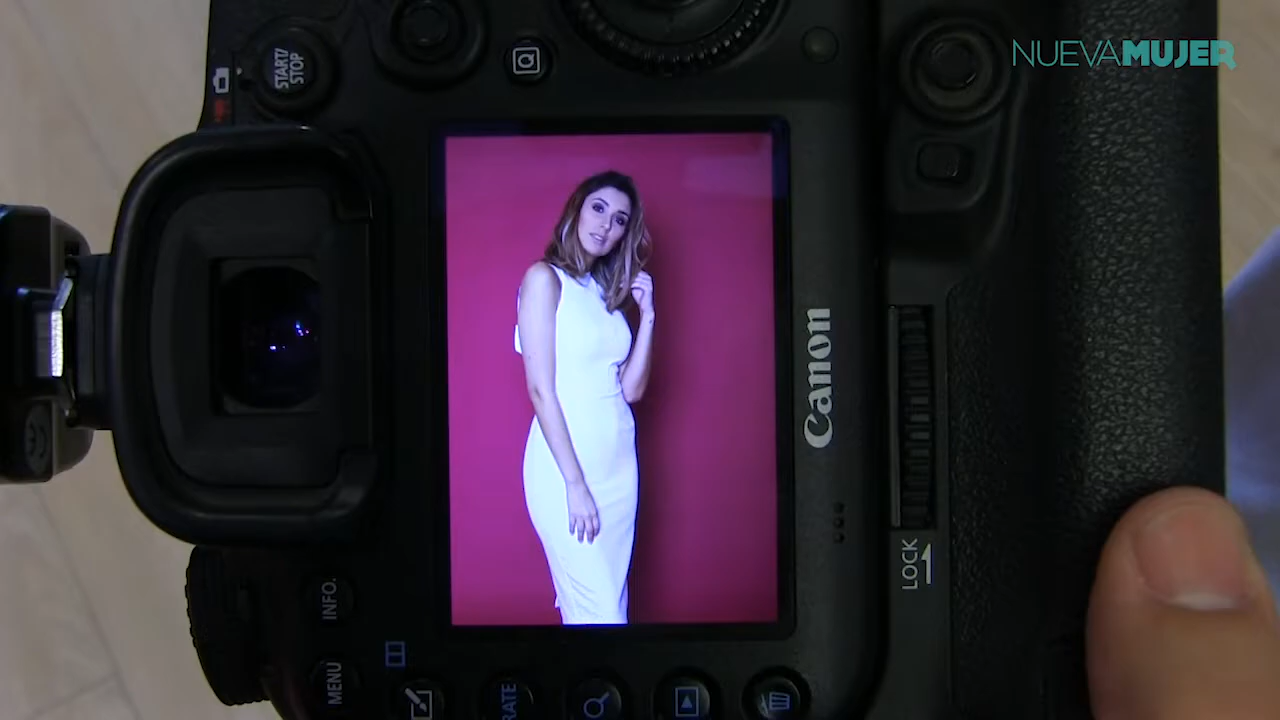 START/
STOP
Q
NUEVAMUJER
Canon
LOCK
INFO.
MENU
RATE